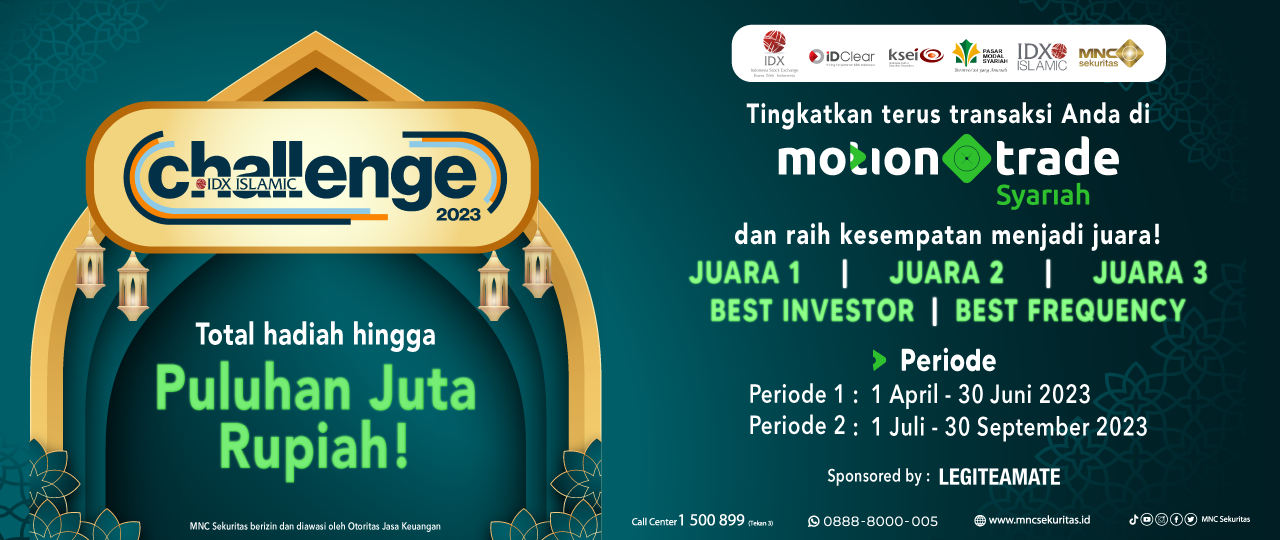 challenge
IDX ISLAMIC
2023
Total hadiah hingga
Puluhan Juta
Rupiah!
MNC Sekuritas berizin dan diawasi oleh Otoritas Jasa Keuangan
IDX
Indonesia Stock Exchange
iDClear
ksei
PASAR
MODAL
SYARIAH
IDX
ISLAMIC
MNC
sekuritas
Tingkatkan terus transaksi Anda di
motion trade
Syariah
dan raih kesempatan menjadi juara!
JUARA 1 | JUARA 2 | JUARA 3
BEST INVESTOR | BEST FREQUENCY
Periode
Periode 1 : 1 April - 30 Juni 2023
Periode 2 : 1 Juli - 30 September 2023
Sponsored by : LEGITEAMATE
Call Center 1 500 899 (Tekan 3)
0888-8000-005
www.mncsekuritas.id
MNC Sekuritas